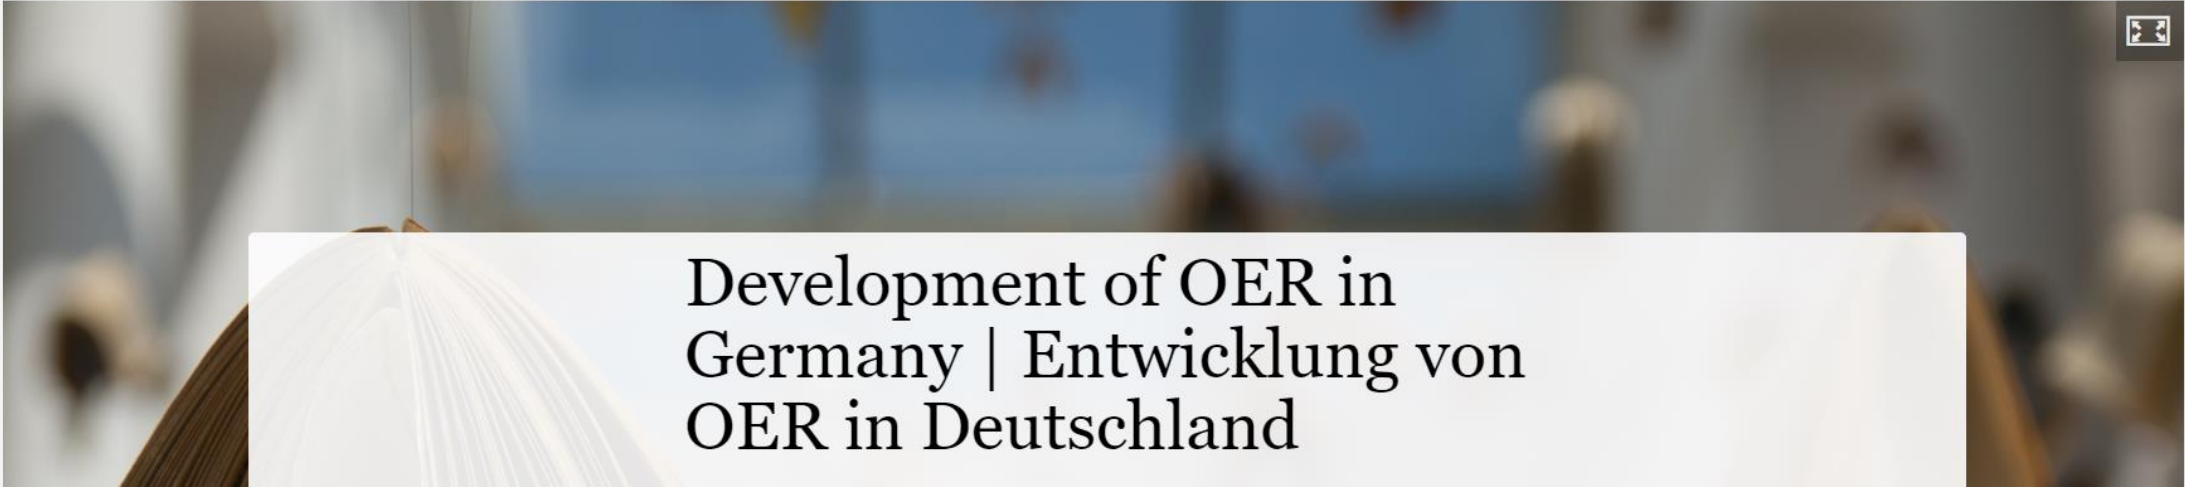 Development of OER in
Germany | Entwicklung von
OER in Deutschland